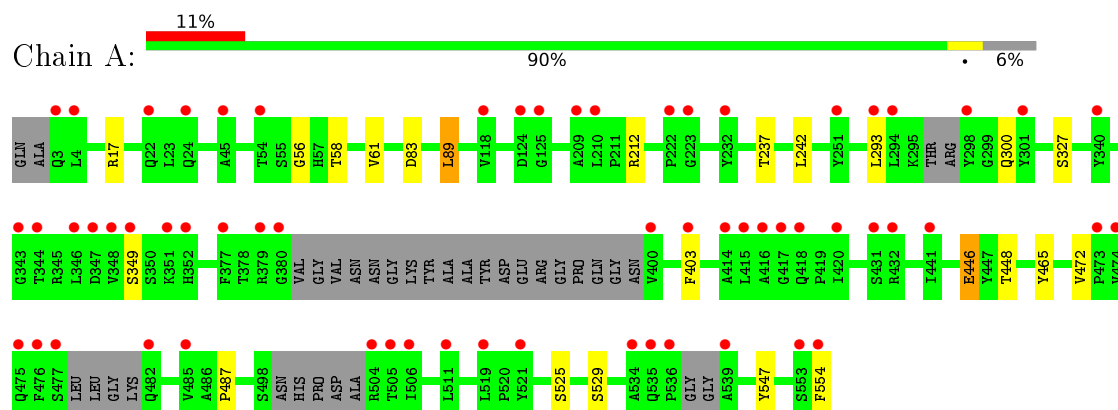 11%
Chain A:
90%
•
6%
GLN ALA Q3 L4 R17 Q22 L23 Q24 A45 T54 S55 G56 H57 T58 V61 D83 L89 V118 D124 G125 A209 L210 P211 R212 P222 G223 Y232 T237 L242 Y251 L293 L294 K295 THR ARG Y298 G299 Q300 Y301 S327 Y340
G343 T344 R345 L346 D347 V348 S349 S350 K351 H352 F377 T378 R379 G380 VAL GLY VAL ASN ASN GLY LYS TYR ALA ALA TYR ASP GLU ARG GLY PRO GLN GLY ASN V400 F403 A414 L415 A416 G417 Q418 P419 I420 S431 R432 I441 E446 Y447 T448 Y465 V472 P473 V474
Q475 F476 S477 LEU LEU GLY LYS Q482 V485 A486 P487 S498 ASN HIS PRO ASP ALA R504 T505 I506 L511 L519 P520 Y521 S525 S529 A534 Q535 P536 GLY GLY A539 Y547 S553 F554